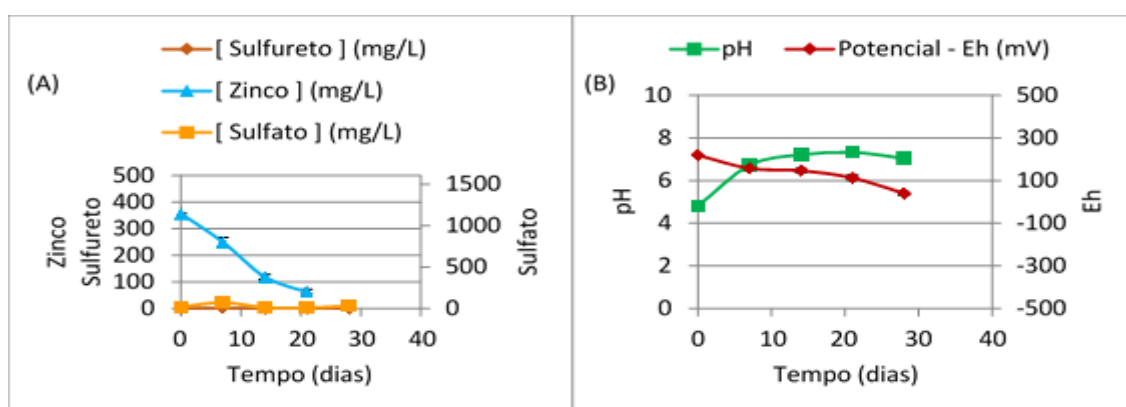 (A)
[ Sulfureto ] (mg/L)
[ Zinco ] (mg/L)
[ Sulfato ] (mg/L)
500
400
300
200
100
0
Zinco
Sulfureto
1500
1000
500
0
Sulfato
0 10 20 30 40
Tempo (dias)
(B)
pH Potencial - Eh (mV)
10
8
6
4
2
0
pH
500
300
100
-100
-300
-500
Eh
0 10 20 30 40
Tempo (dias)